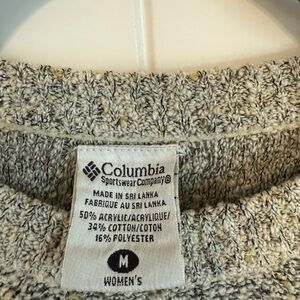 Columbia
Sportswear Company®
MADE IN SRI LANKA
FABRIQUE AU SRI LANKA
50% ACRYLIC/ACRYLIQUE/
34% COTTON/COTON
16% POLYESTER
M
WOMEN'S